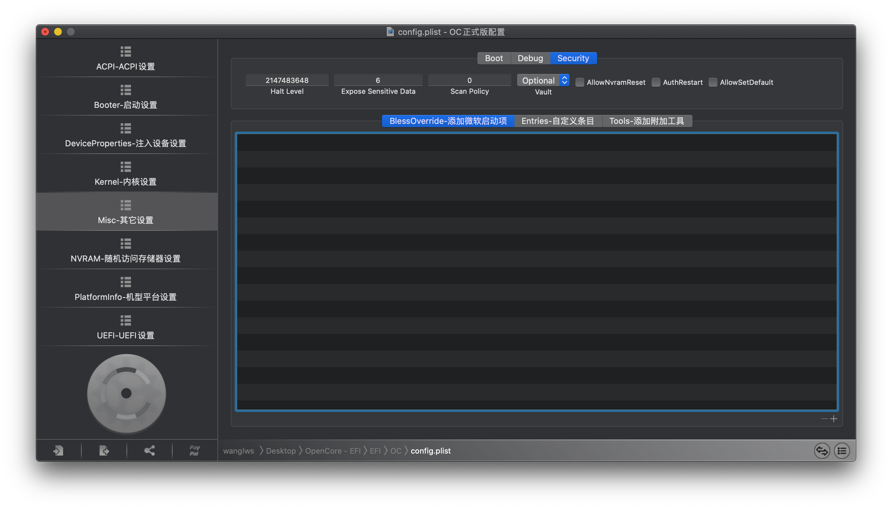 config.plist - OC正式版配置
ACPI-ACPI设置
Booter-启动设置
DeviceProperties-注入设备设置
Kernel-内核设置
Misc-其它设置
NVRAM-随机访问存储器设置
PlatformInfo-机型平台设置
UEFI-UEFI设置
Pay
Pal
Boot Debug Security
2147483648 6 0 Optional
Halt Level Expose Sensitive Data Scan Policy Vault
AllowNvramReset AuthRestart AllowSetDefault
BlessOverride-添加微软启动项 Entries-自定义条目 Tools-添加附加工具
wanglws 〉Desktop 〉OpenCore - EFI 〉EFI 〉OC 〉config.plist